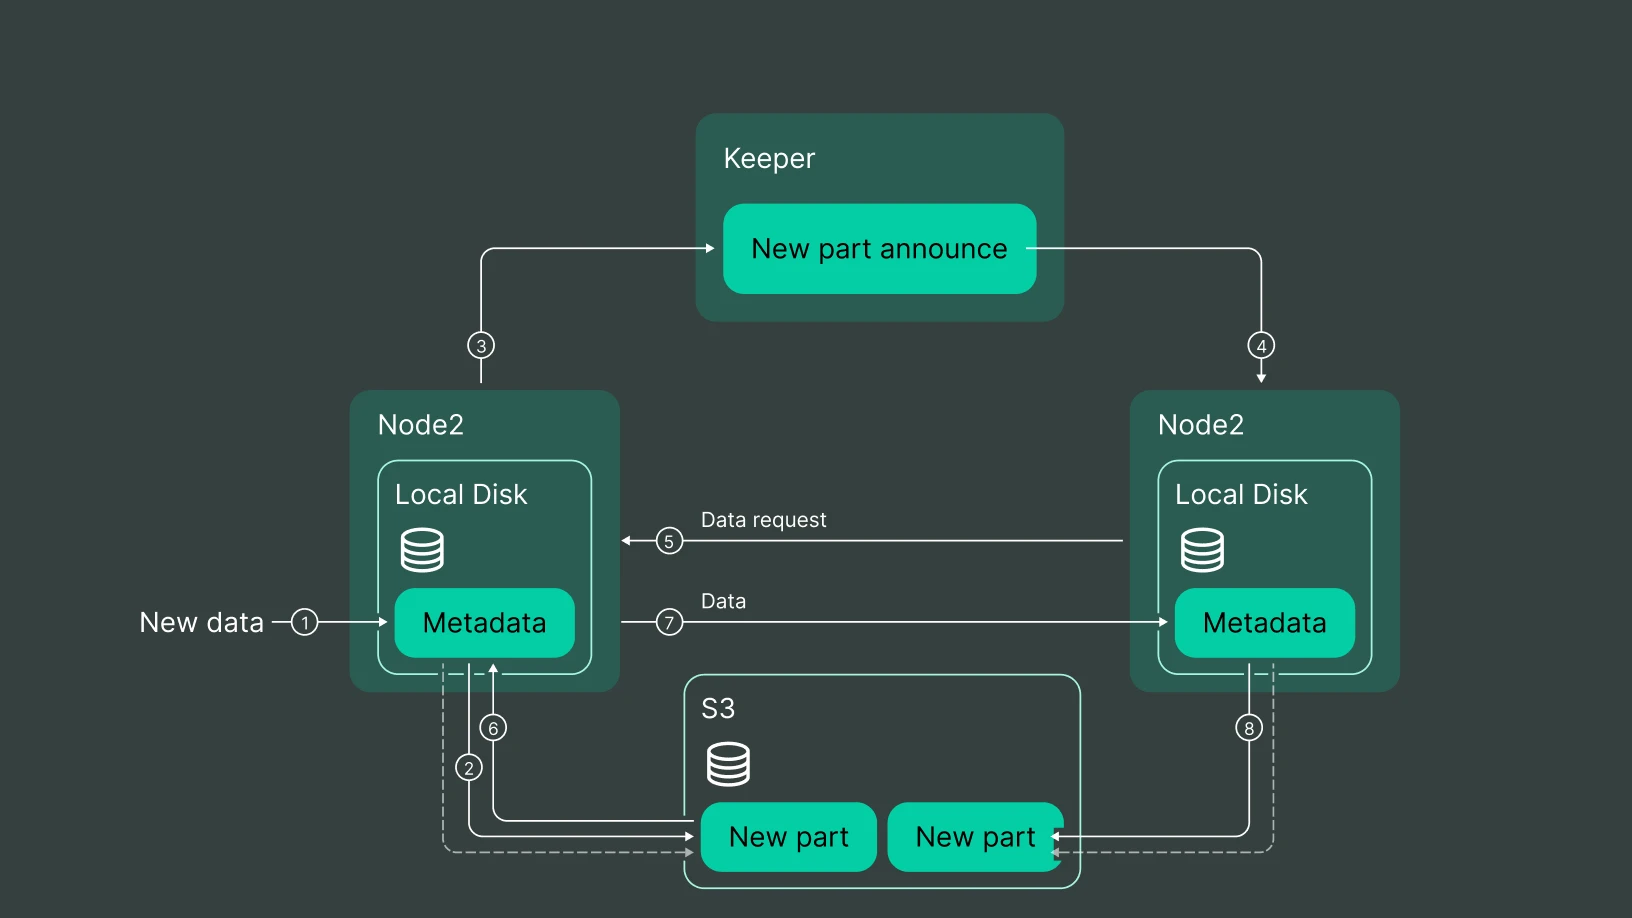 Keeper
New part announce
3
4
Node2
Node2
Local Disk
Local Disk
Data request
5
New data
1
Metadata
Data
7
Metadata
S3
6
2
8
New part
New part